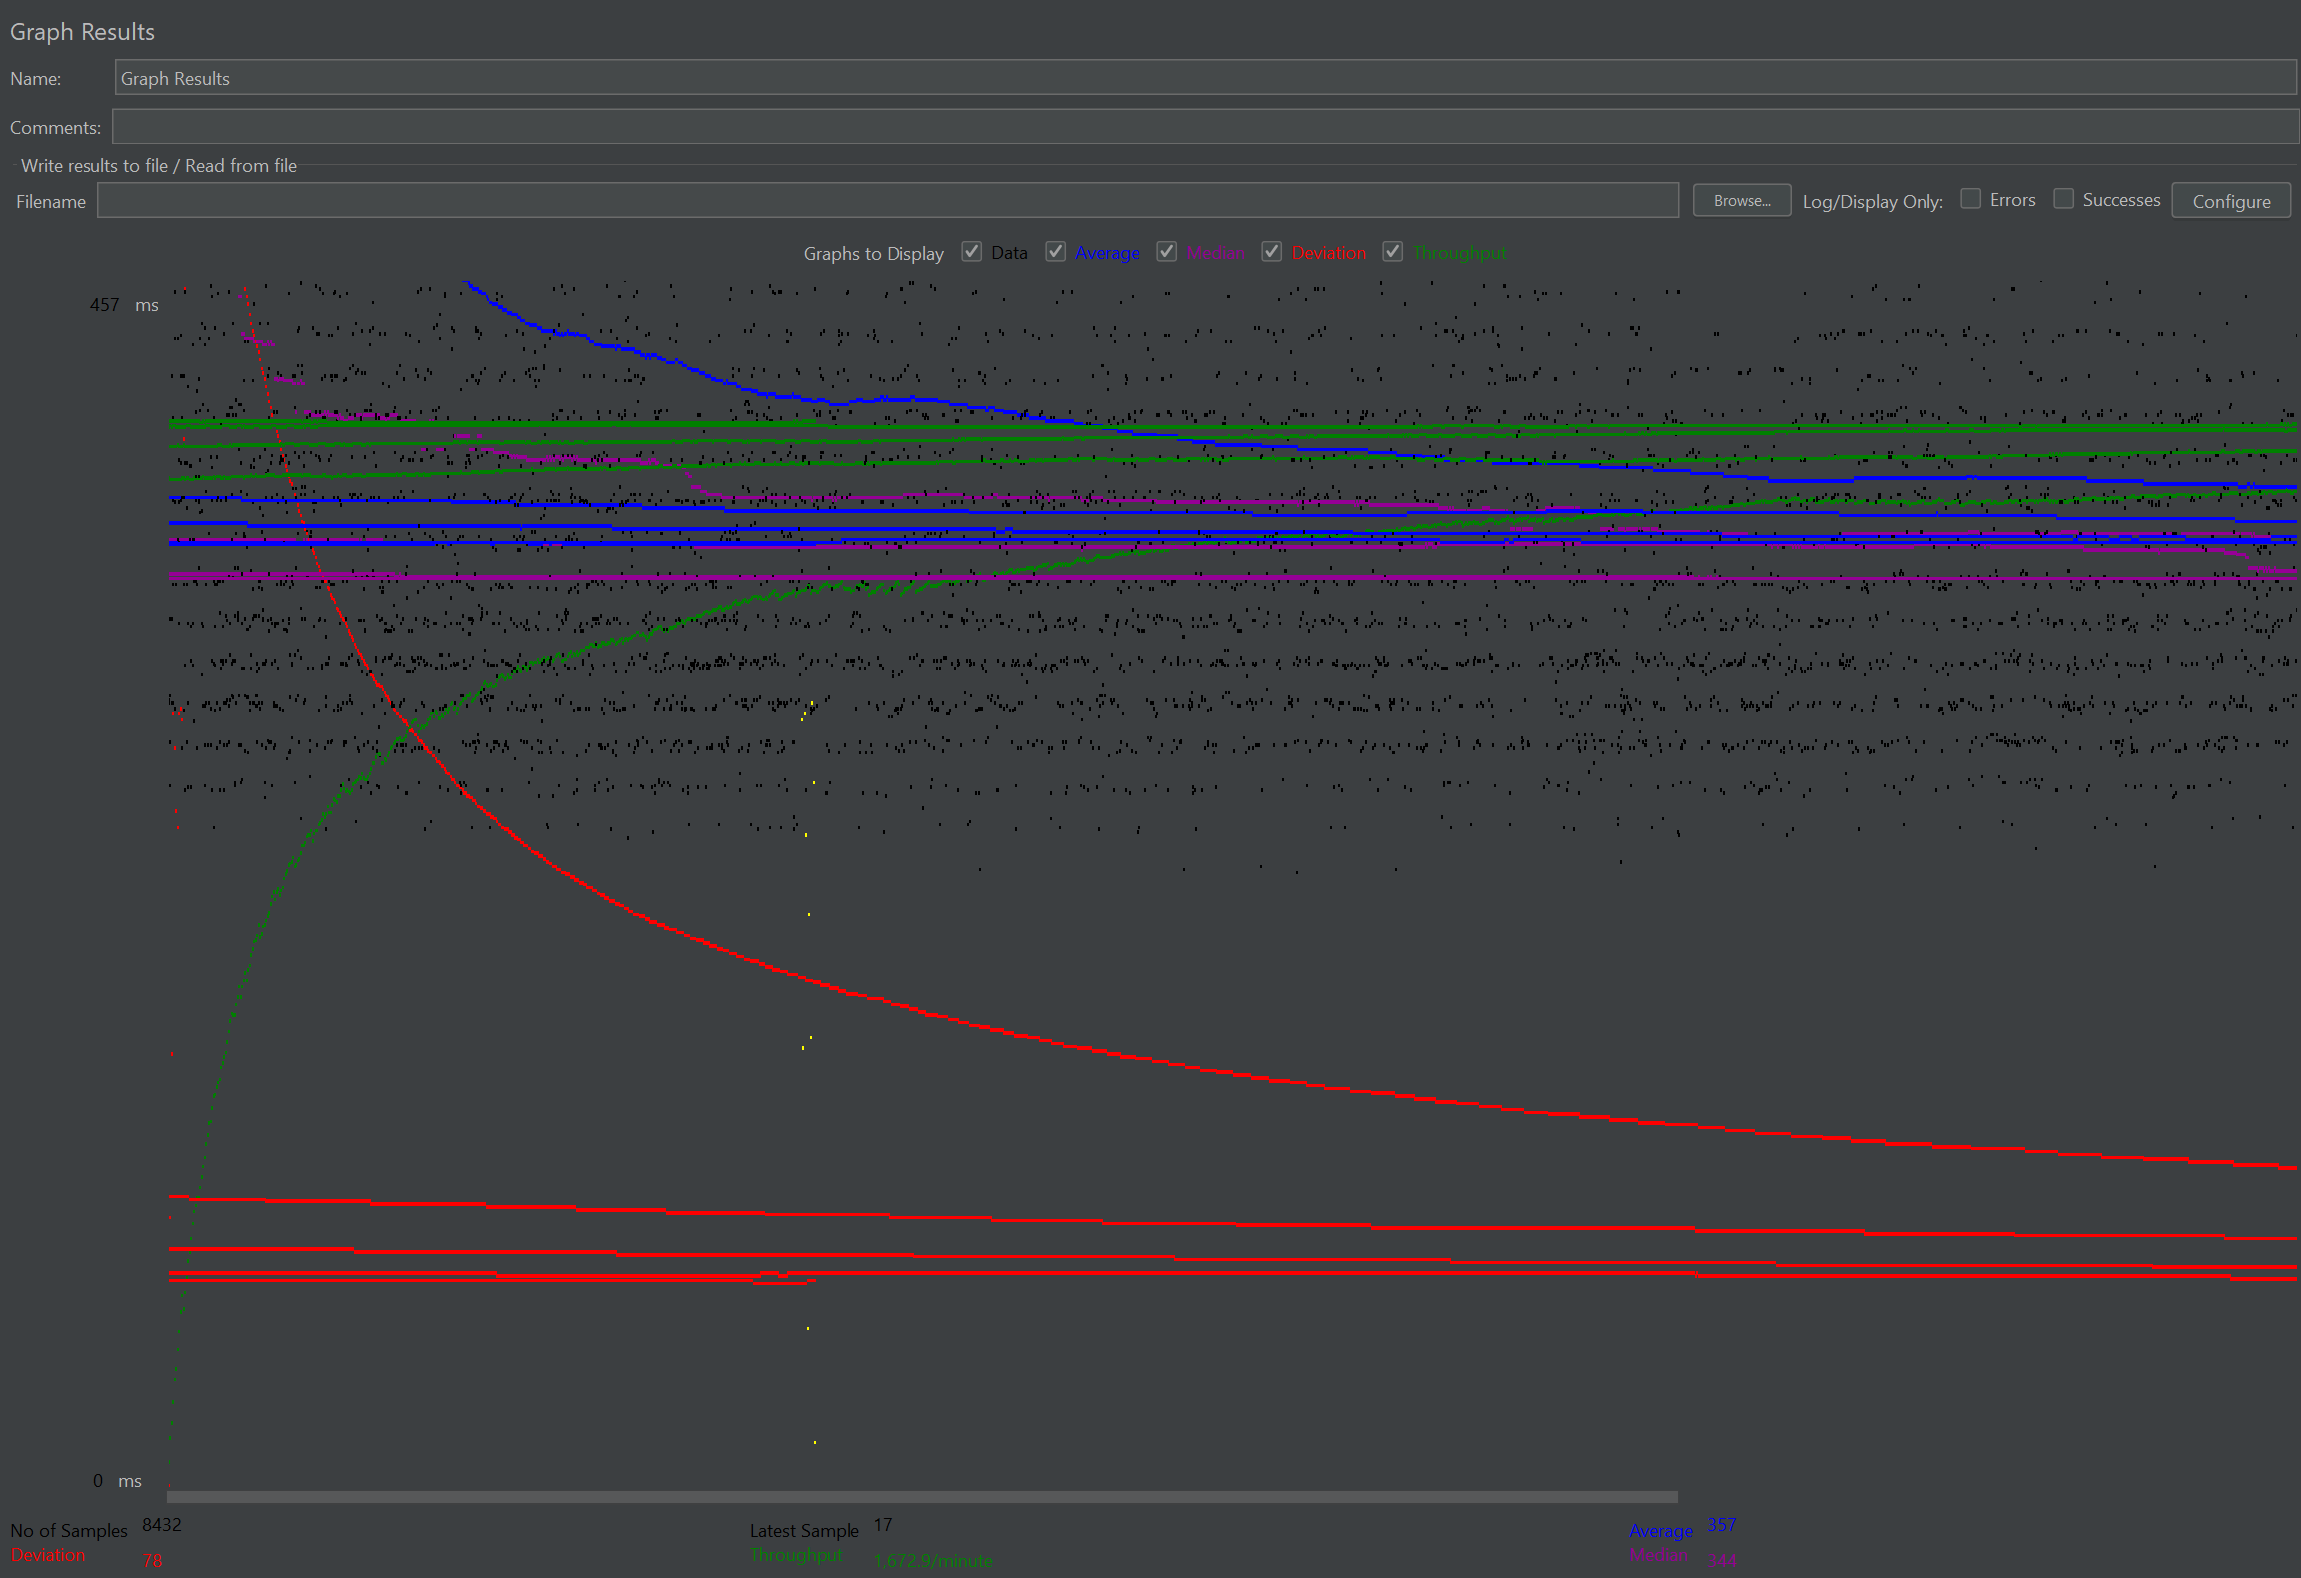 Graph Results
Name: Graph Results
Comments:
Write results to file / Read from file
Filename Browse... Log/Display Only: Errors Successes Configure
Graphs to Display Data Average Median Deviation Throughput
457 ms
0 ms
No of Samples 8432 Latest Sample 17 Average 357
Deviation 78 Throughput 1,672.9/minute Median 344